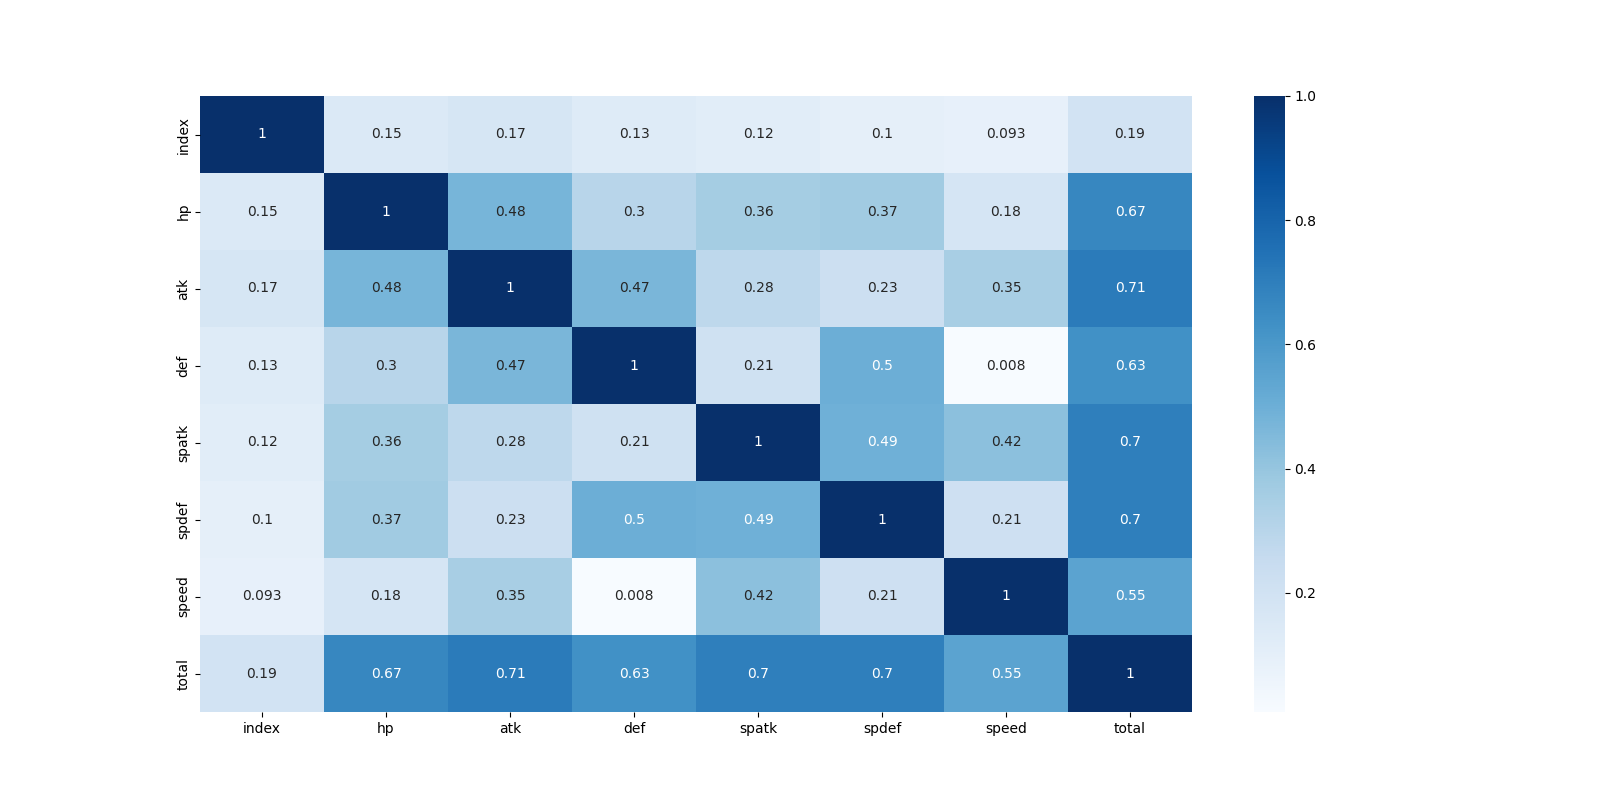 index 1 0.15 0.17 0.13 0.12 0.1 0.093 0.19
hp 0.15 1 0.48 0.3 0.36 0.37 0.18 0.67
atk 0.17 0.48 1 0.47 0.28 0.23 0.35 0.71
def 0.13 0.3 0.47 1 0.21 0.5 0.008 0.63
spatk 0.12 0.36 0.28 0.21 1 0.49 0.42 0.7
spdef 0.1 0.37 0.23 0.5 0.49 1 0.21 0.7
speed 0.093 0.18 0.35 0.008 0.42 0.21 1 0.55
total 0.19 0.67 0.71 0.63 0.7 0.7 0.55 1
index hp atk def spatk spdef speed total
1.0
0.8
0.6
0.4
0.2